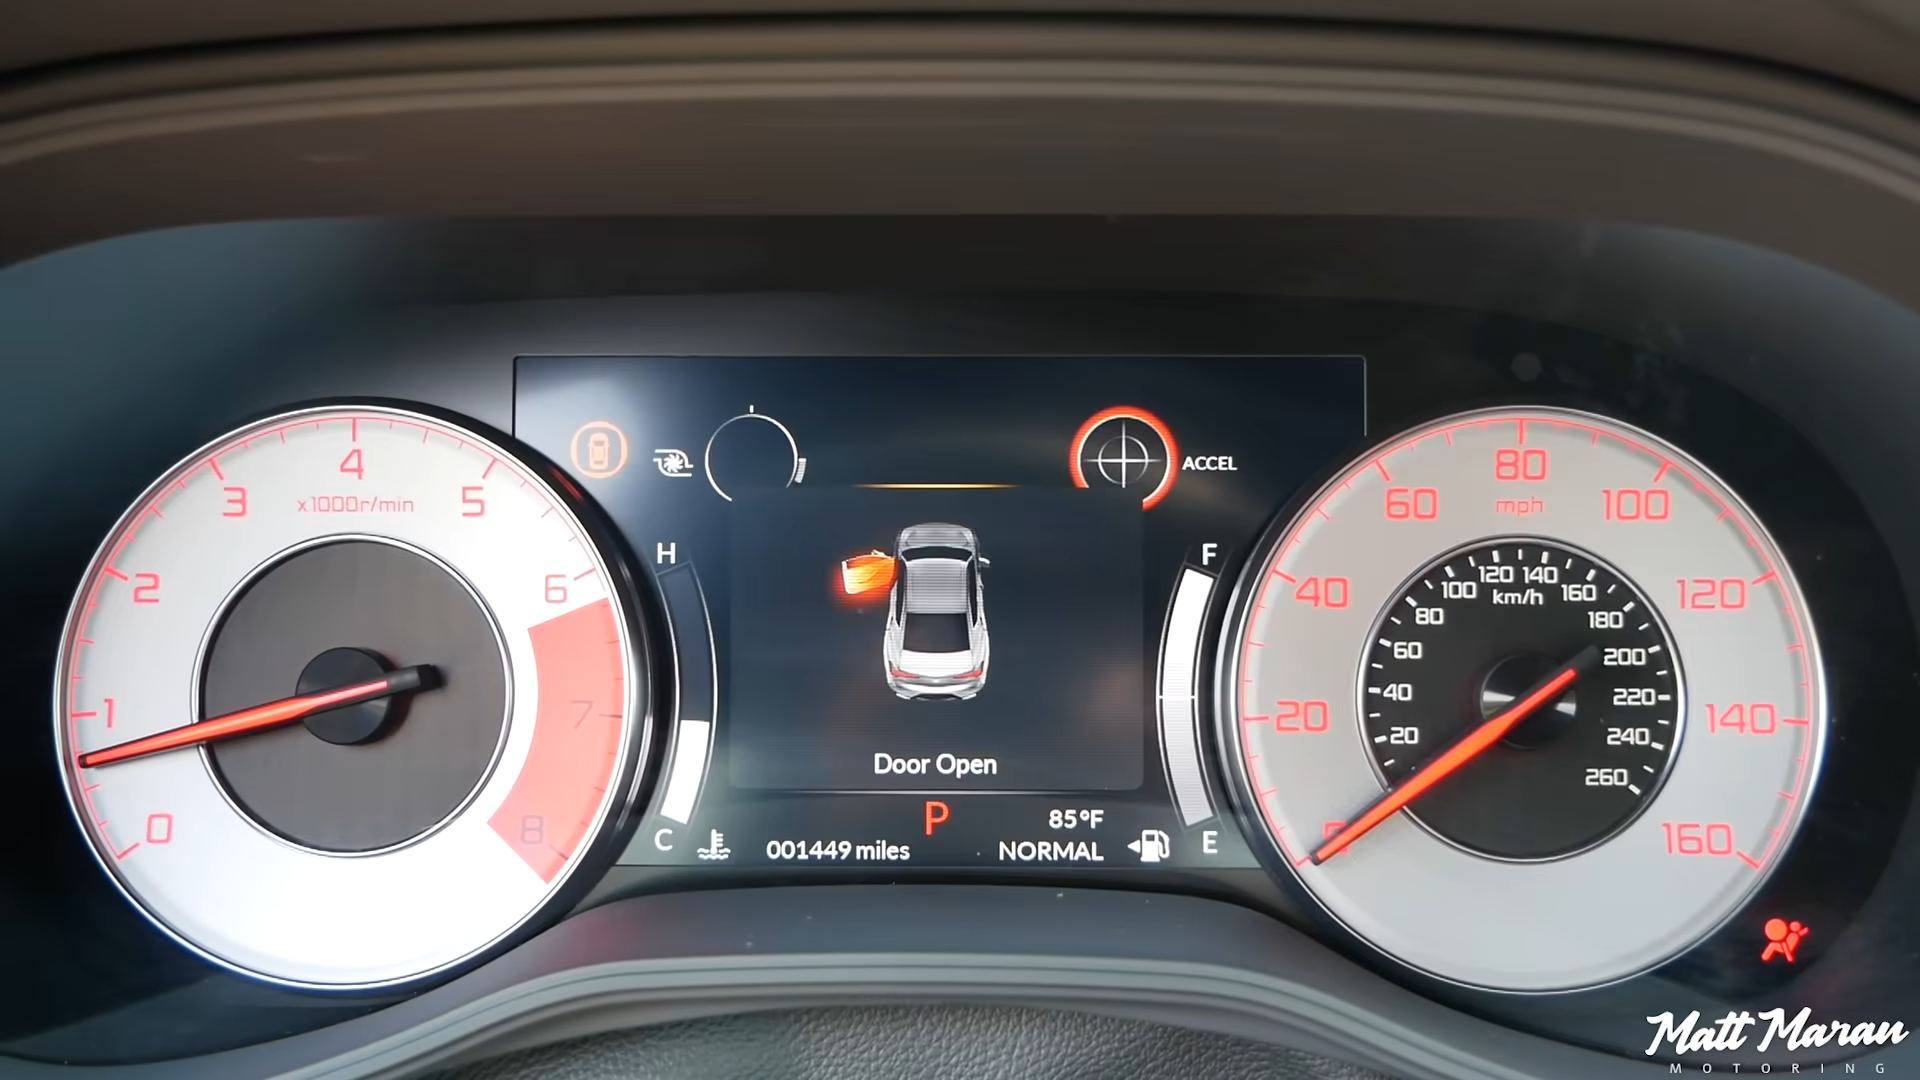 4
3
5
x1000r/min
2
6
1
7
0
8
ACCEL
H
C
F
E
Door Open
P
85°F
001449 miles
NORMAL
80
60
100
mph
40
120
20
140
160
120
140
100
160
km/h
80
180
60
200
40
220
20
240
260
Matt Maran
MOTORING